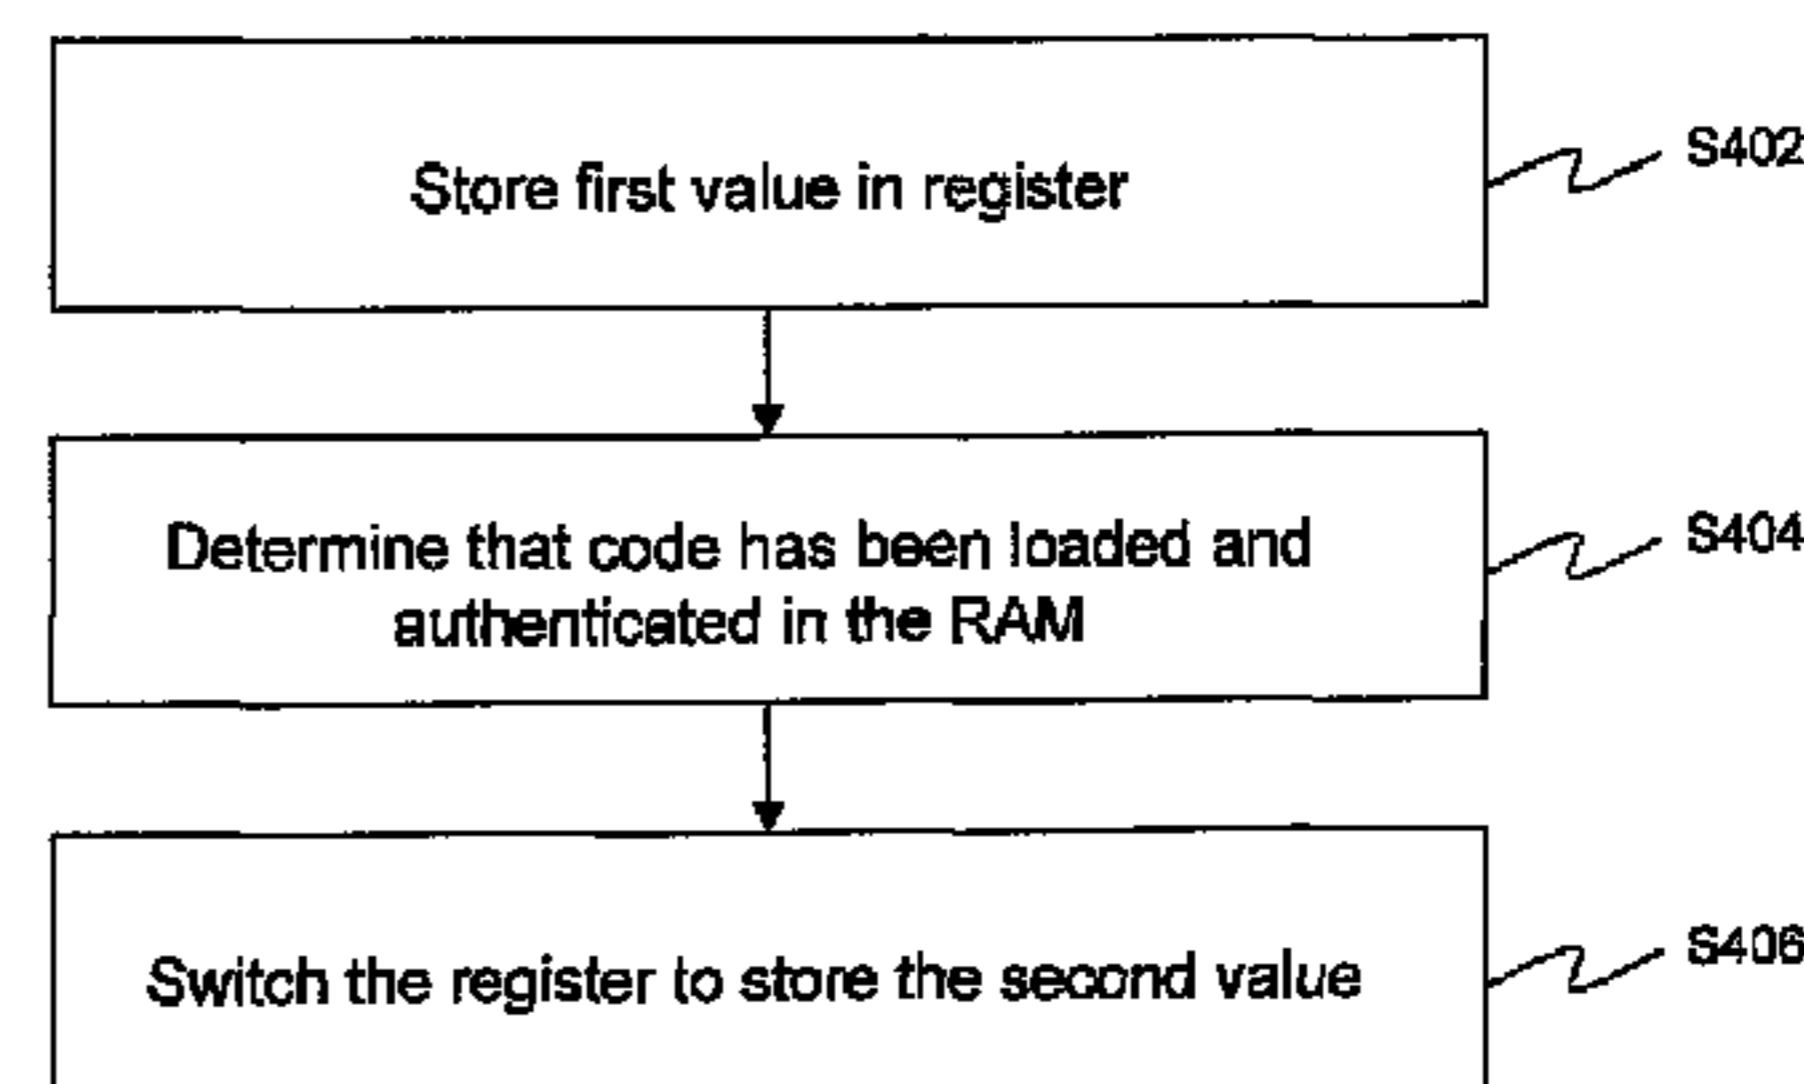 Store first value in register
S402
Determine that code has been loaded and
authenticated in the RAM
S404
Switch the register to store the second value
S406